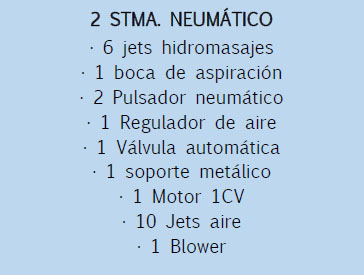 2 STMA. NEUMÁTICO
· 6 jets hidromasajes
· 1 boca de aspiración
· 2 Pulsador neumático
· 1 Regulador de aire
· 1 Válvula automática
· 1 soporte metálico
· 1 Motor 1CV
· 10 Jets aire
· 1 Blower